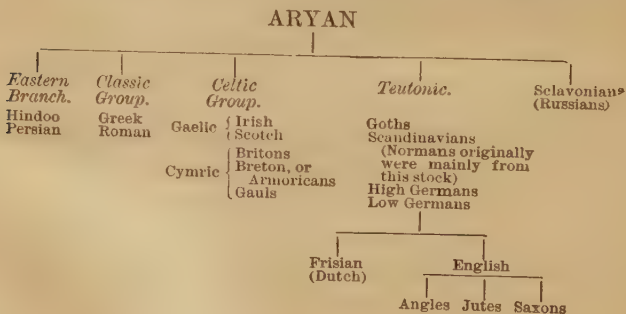 ARYAN
Eastern Branch.
Hindoo
Persian
Classic Group.
Greek
Roman
Celtic Group.
Gaelic { Irish
Scotch
Cymric { Britons
Breton, or
Armoricans
Gauls
Teutonic.
Goths
Scandinavians
(Normans originally
were mainly from
this stock)
High Germans
Low Germans
Sclavonians
(Russians)
Frisian
(Dutch)
English
Angles Jutes Saxons